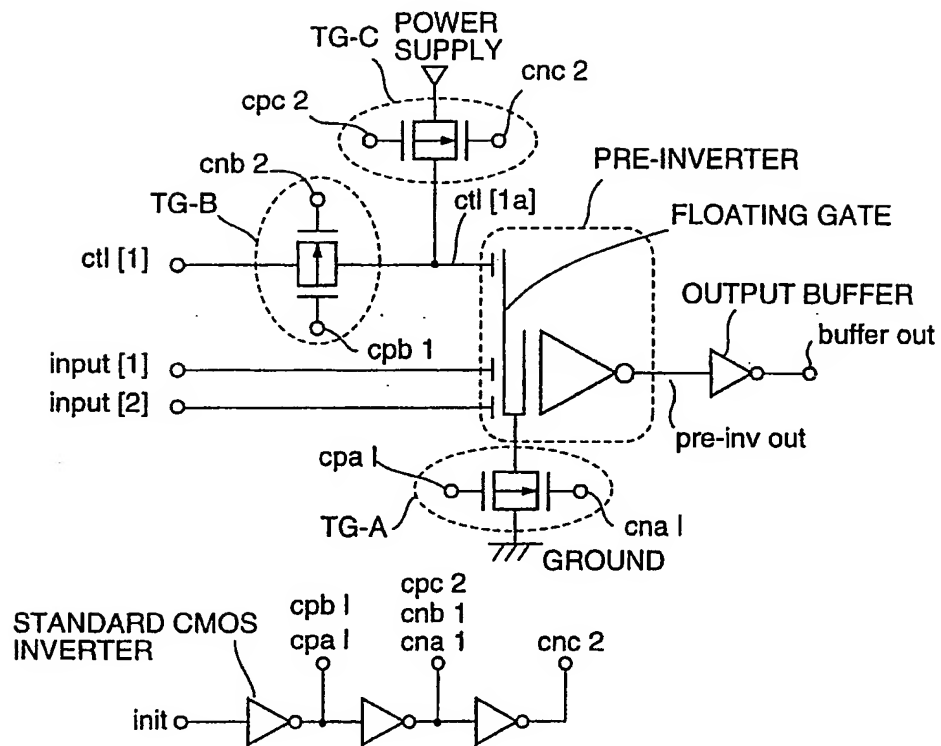 TG-C
POWER
SUPPLY
cpc 2
cnc 2
cnb 2
TG-B
ctl [1a]
PRE-INVERTER
FLOATING GATE
ctl [1]
OUTPUT BUFFER
buffer out
cpb 1
input [1]
input [2]
pre-inv out
cpa l
TG-A
cna l
GROUND
STANDARD CMOS
INVERTER
cpb l
cpa l
cpc 2
cnb 1
cna 1
cnc 2
init